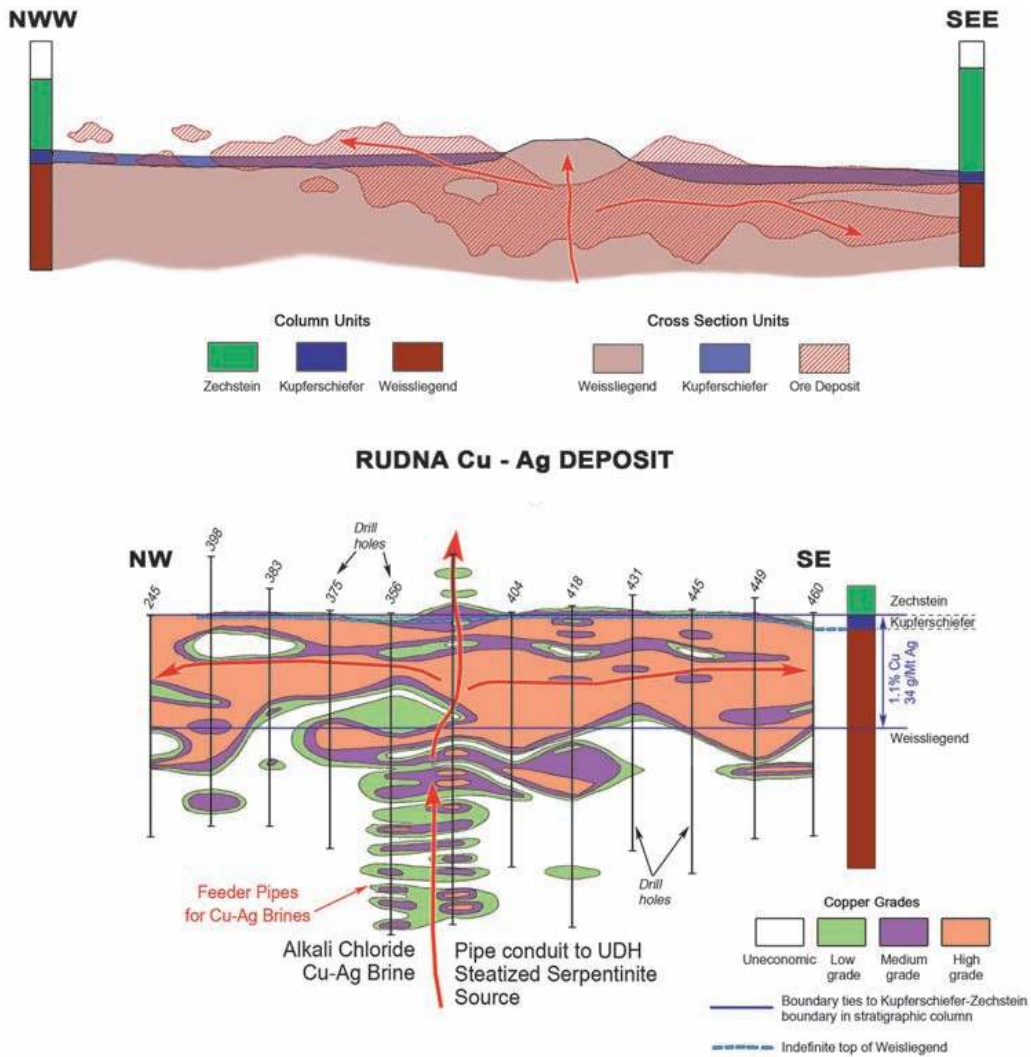 NWW
SEE
Column Units
Cross Section Units
Zechstein
Kupferschiefer
Weissliegend
Weissliegend
Kupferschiefer
Ore Deposit
RUDNA Cu - Ag DEPOSIT
NW
SE
Drill
holes
245
398
383
375
356
404
418
431
445
449
460
Zechstein
Kupferschiefer
1.1% Cu
34 g/Mt Ag
Weissliegend
Drill
holes
Feeder Pipes
for Cu-Ag Brines
Alkali Chloride
Cu-Ag Brine
Pipe conduit to UDH
Steatized Serpentinite
Source
Copper Grades
Uneconomic
Low
grade
Medium
grade
High
grade
Boundary ties to Kupferschiefer-Zechstein
boundary in stratigraphic column
Indefinite top of Weisliegend